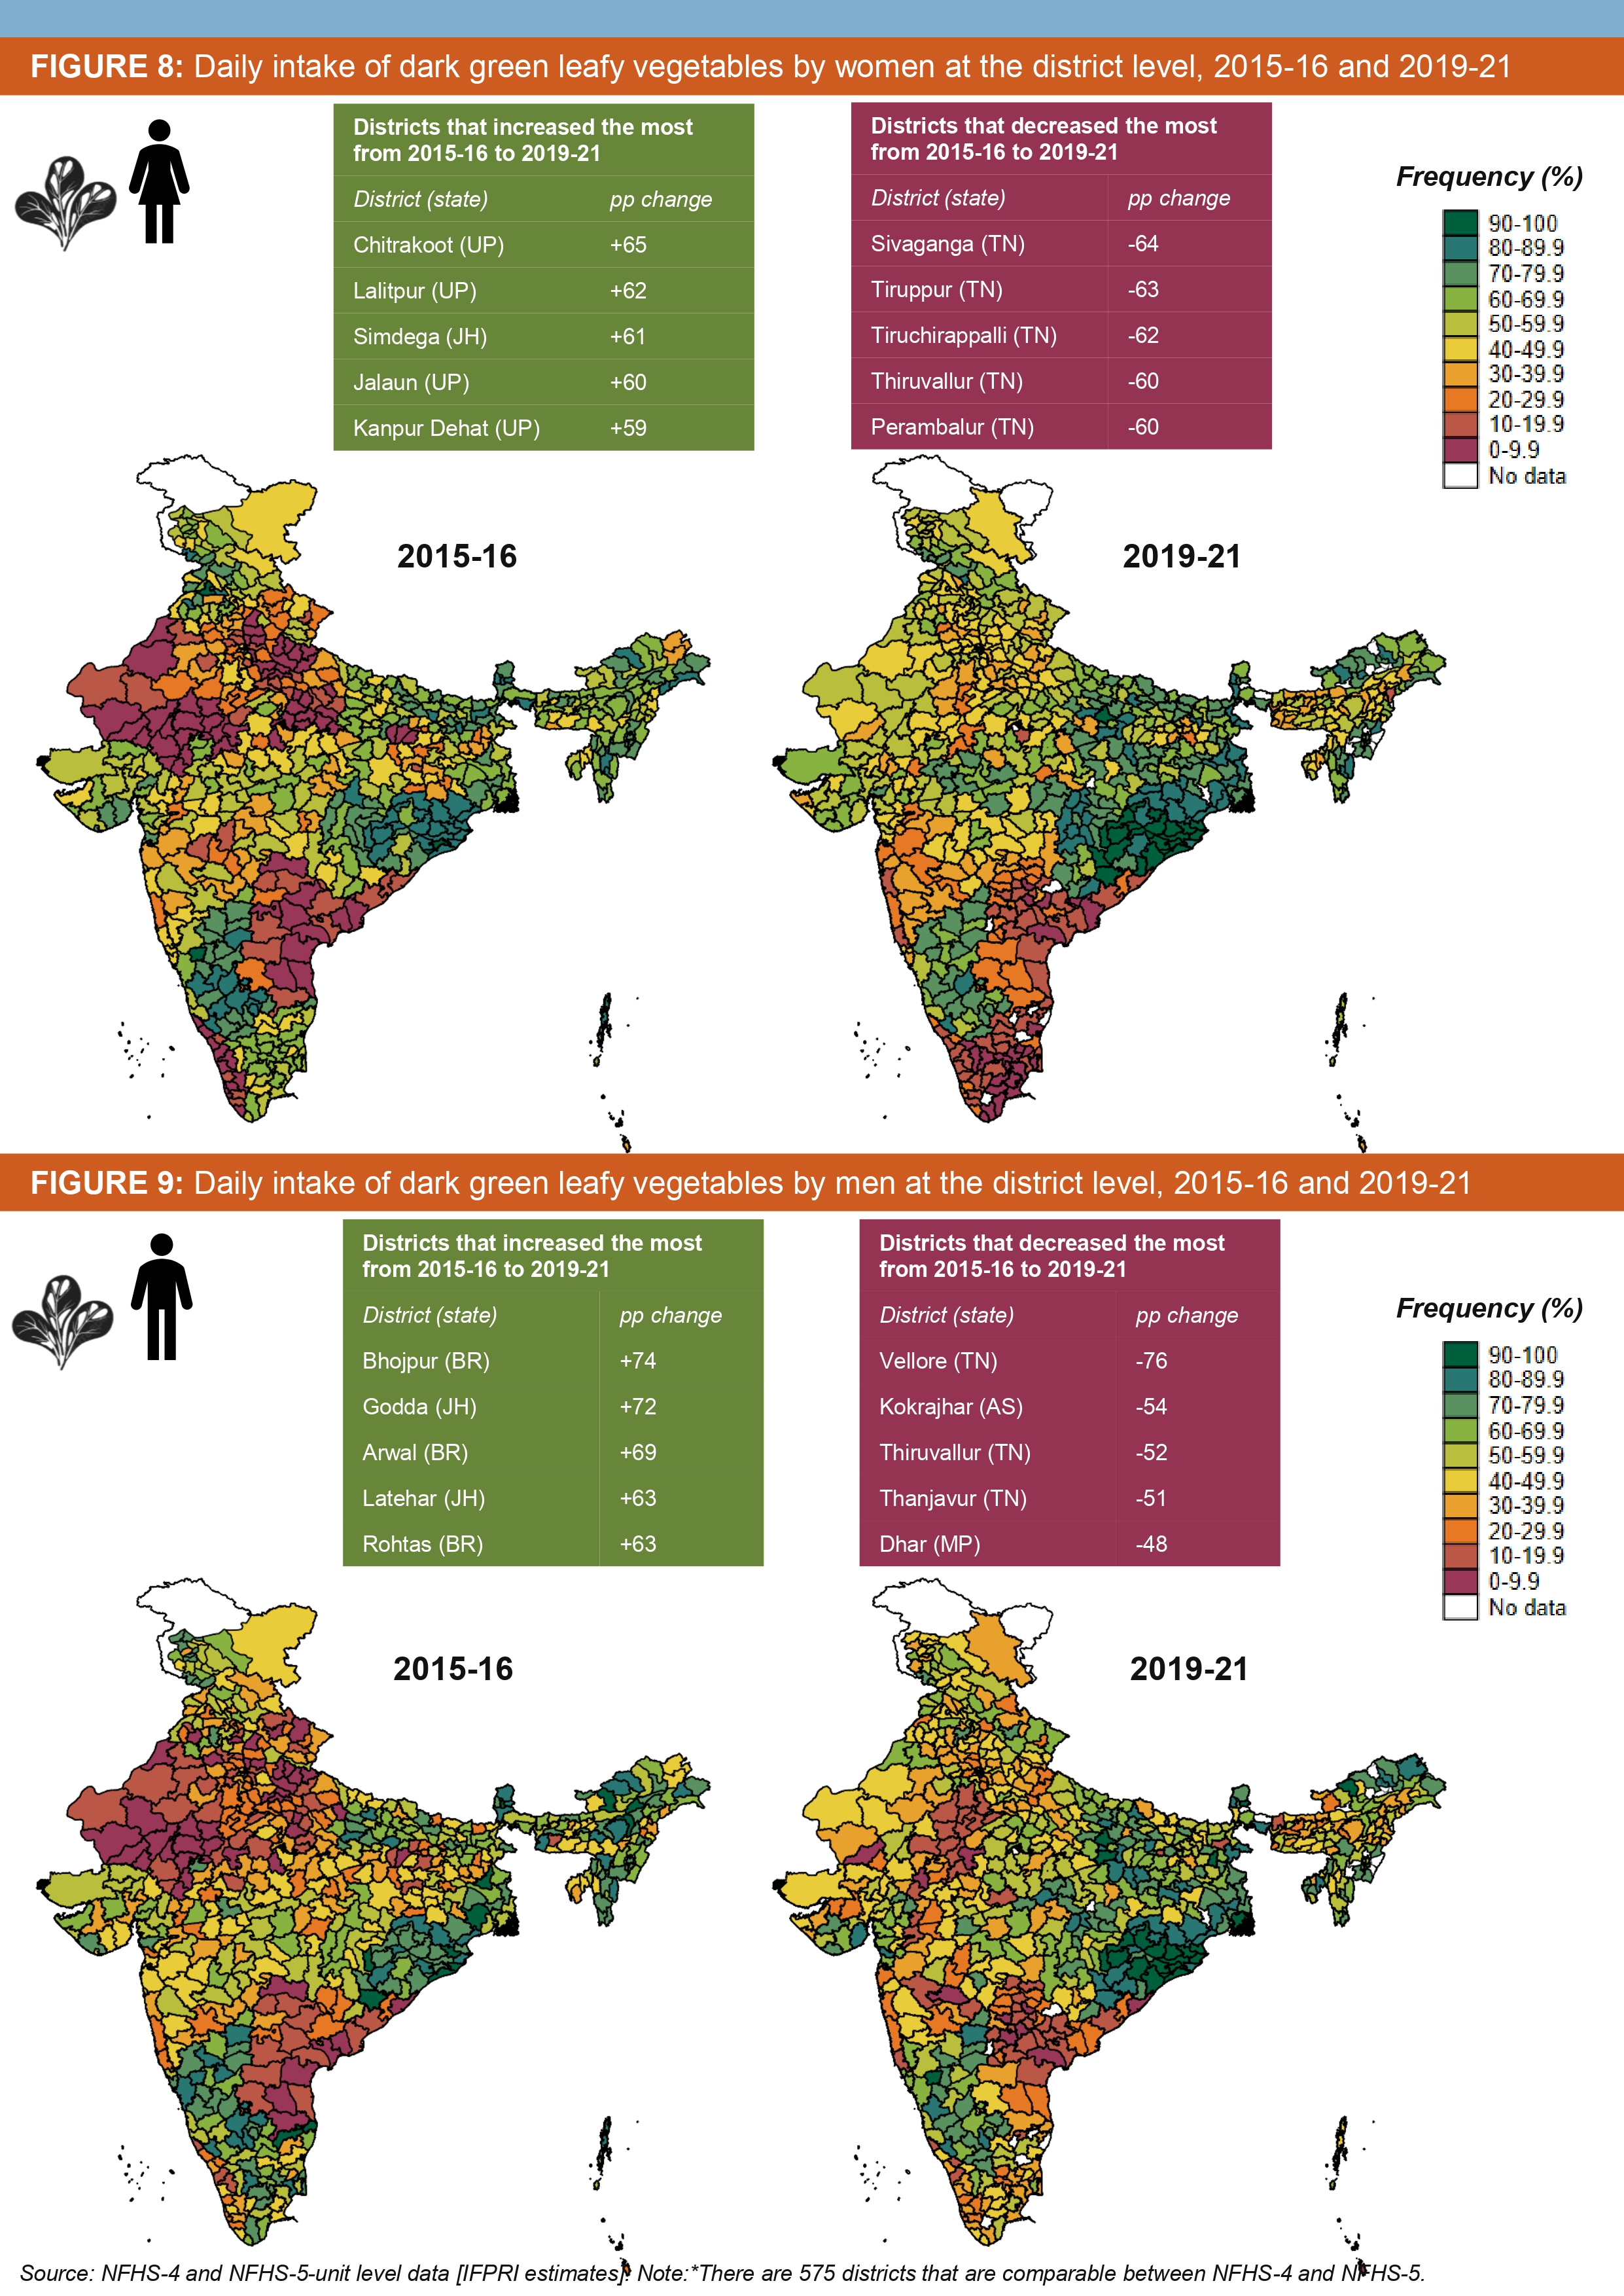 FIGURE 8: Daily intake of dark green leafy vegetables by women at the district level, 2015-16 and 2019-21
Districts that increased the most
from 2015-16 to 2019-21
District (state) pp change
Chitrakoot (UP) +65
Lalitpur (UP) +62
Simdega (JH) +61
Jalaun (UP) +60
Kanpur Dehat (UP) +59
Districts that decreased the most
from 2015-16 to 2019-21
District (state) pp change
Sivaganga (TN) -64
Tiruppur (TN) -63
Tiruchirappalli (TN) -62
Thiruvallur (TN) -60
Perambalur (TN) -60
Frequency (%)
90-100
80-89.9
70-79.9
60-69.9
50-59.9
40-49.9
30-39.9
20-29.9
10-19.9
0-9.9
No data
2015-16
2019-21
FIGURE 9: Daily intake of dark green leafy vegetables by men at the district level, 2015-16 and 2019-21
Districts that increased the most
from 2015-16 to 2019-21
District (state) pp change
Bhojpur (BR) +74
Godda (JH) +72
Arwal (BR) +69
Latehar (JH) +63
Rohtas (BR) +63
Districts that decreased the most
from 2015-16 to 2019-21
District (state) pp change
Vellore (TN) -76
Kokrajhar (AS) -54
Thiruvallur (TN) -52
Thanjavur (TN) -51
Dhar (MP) -48
Frequency (%)
90-100
80-89.9
70-79.9
60-69.9
50-59.9
40-49.9
30-39.9
20-29.9
10-19.9
0-9.9
No data
2015-16
2019-21
Source: NFHS-4 and NFHS-5-unit level data [IFPRI estimates]. Note:*There are 575 districts that are comparable between NFHS-4 and NFHS-5.